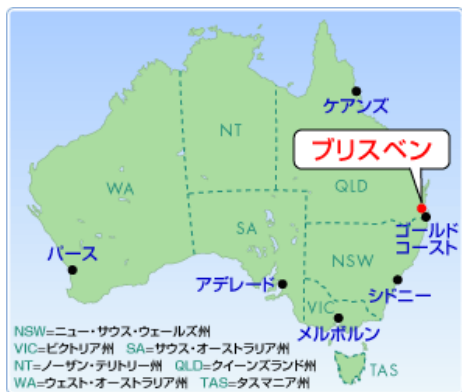 ケアンズ
NT
ブリスベン
WA
QLD
SA
ゴールド
コースト
パース
NSW
アデレード
シドニー
VIC
メルボルン
TAS
NSW=ニュー・サウス・ウェールズ州
VIC=ビクトリア州 SA=サウス・オーストラリア州
NT=ノーザン・テリトリー州 QLD=クイーンズランド州
WA=ウェスト・オーストラリア州 TAS=タスマニア州